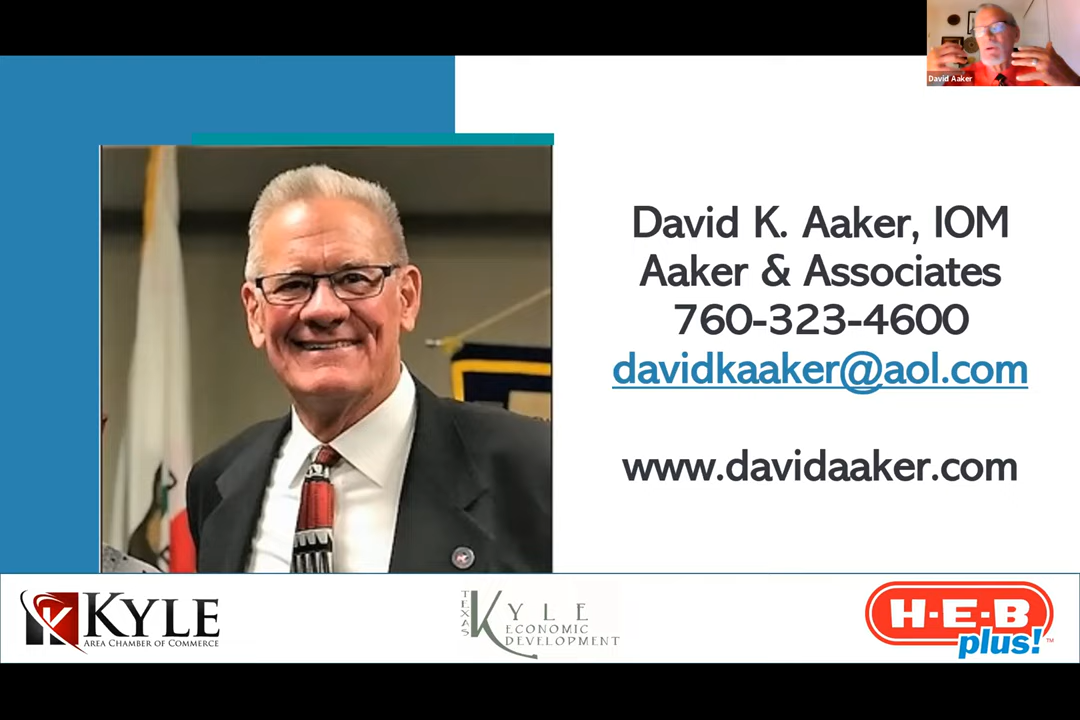 David Aaker
David K. Aaker, IOM
Aaker & Associates
760-323-4600
davidkaaker@aol.com
www.davidaaker.com
KYLE
AREA CHAMBER OF COMMERCE
TEXAS
KYLE
ECONOMIC
DEVELOPMENT
H-E-B
plus!™